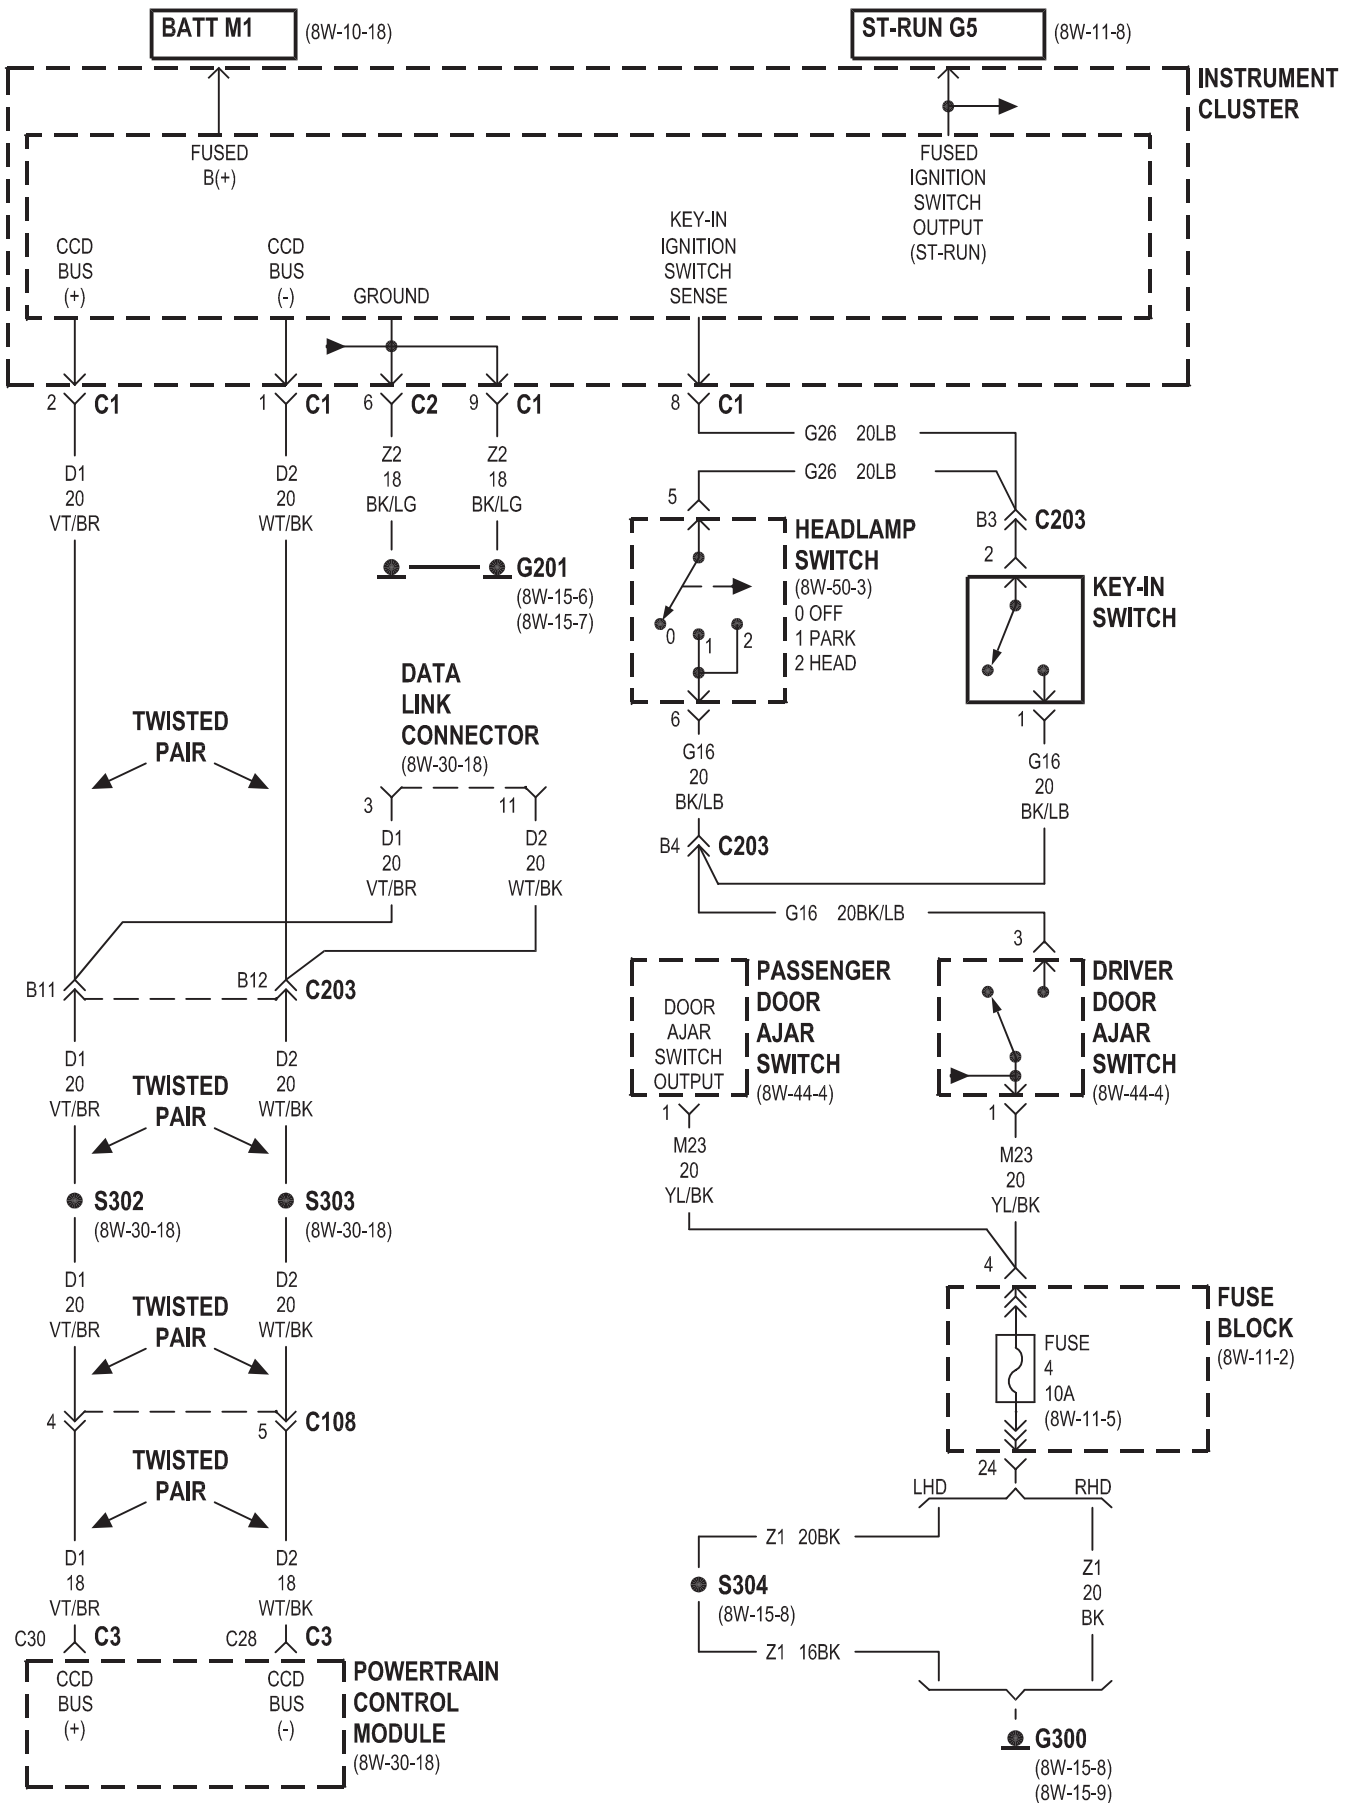 BATT M1 (8W-10-18)
ST-RUN G5 (8W-11-8)
INSTRUMENT
CLUSTER
FUSED
B(+)
FUSED
IGNITION
SWITCH
OUTPUT
(ST-RUN)
CCD
BUS
(+)
CCD
BUS
(-)
GROUND
KEY-IN
IGNITION
SWITCH
SENSE
2 C1
1 C1
6 C2
9 C1
8 C1
D1
20
VT/BR
D2
20
WT/BK
Z2
18
BK/LG
Z2
18
BK/LG
G201
(8W-15-6)
(8W-15-7)
G26 20LB
G26 20LB
5
B3 C203
2
HEADLAMP
SWITCH
(8W-50-3)
0 OFF
1 PARK
2 HEAD
0
1
2
KEY-IN
SWITCH
6
1
G16
20
BK/LB
G16
20
BK/LB
B4 C203
TWISTED
PAIR
DATA
LINK
CONNECTOR
(8W-30-18)
3
11
D1
20
VT/BR
D2
20
WT/BK
G16 20BK/LB
3
B11
B12 C203
PASSENGER
DOOR
AJAR
SWITCH
(8W-44-4)
DOOR
AJAR
SWITCH
OUTPUT
DRIVER
DOOR
AJAR
SWITCH
(8W-44-4)
1
1
M23
20
YL/BK
M23
20
YL/BK
D1
20
VT/BR
TWISTED
PAIR
D2
20
WT/BK
S302
(8W-30-18)
S303
(8W-30-18)
D1
20
VT/BR
TWISTED
PAIR
D2
20
WT/BK
4
5 C108
4
FUSE
BLOCK
(8W-11-2)
FUSE
4
10A
(8W-11-5)
24
LHD
RHD
TWISTED
PAIR
Z1 20BK
S304
(8W-15-8)
Z1 16BK
Z1
20
BK
D1
18
VT/BR
D2
18
WT/BK
C30 C3
C28 C3
CCD
BUS
(+)
CCD
BUS
(-)
POWERTRAIN
CONTROL
MODULE
(8W-30-18)
G300
(8W-15-8)
(8W-15-9)